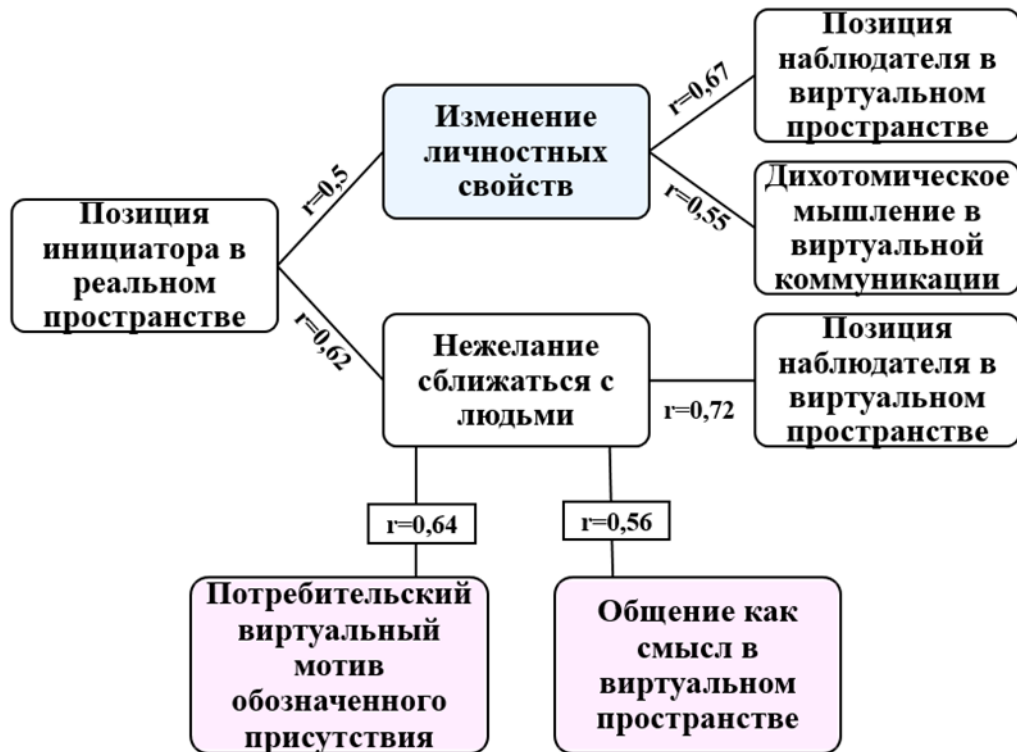 Позиция
инициатора в
реальном
пространстве
r=0,5
r=0,62
Изменение
личностных
свойств
r=0,67
r=0,55
Позиция
наблюдателя в
виртуальном
пространстве
Дихотомическое
мышление в
виртуальной
коммуникации
Нежелание
сближаться с
людьми
r=0,72
Позиция
наблюдателя в
виртуальном
пространстве
r=0,64
r=0,56
Потребительский
виртуальный
мотив
обозначенного
присутствия
Общение как
смысл в
виртуальном
пространстве